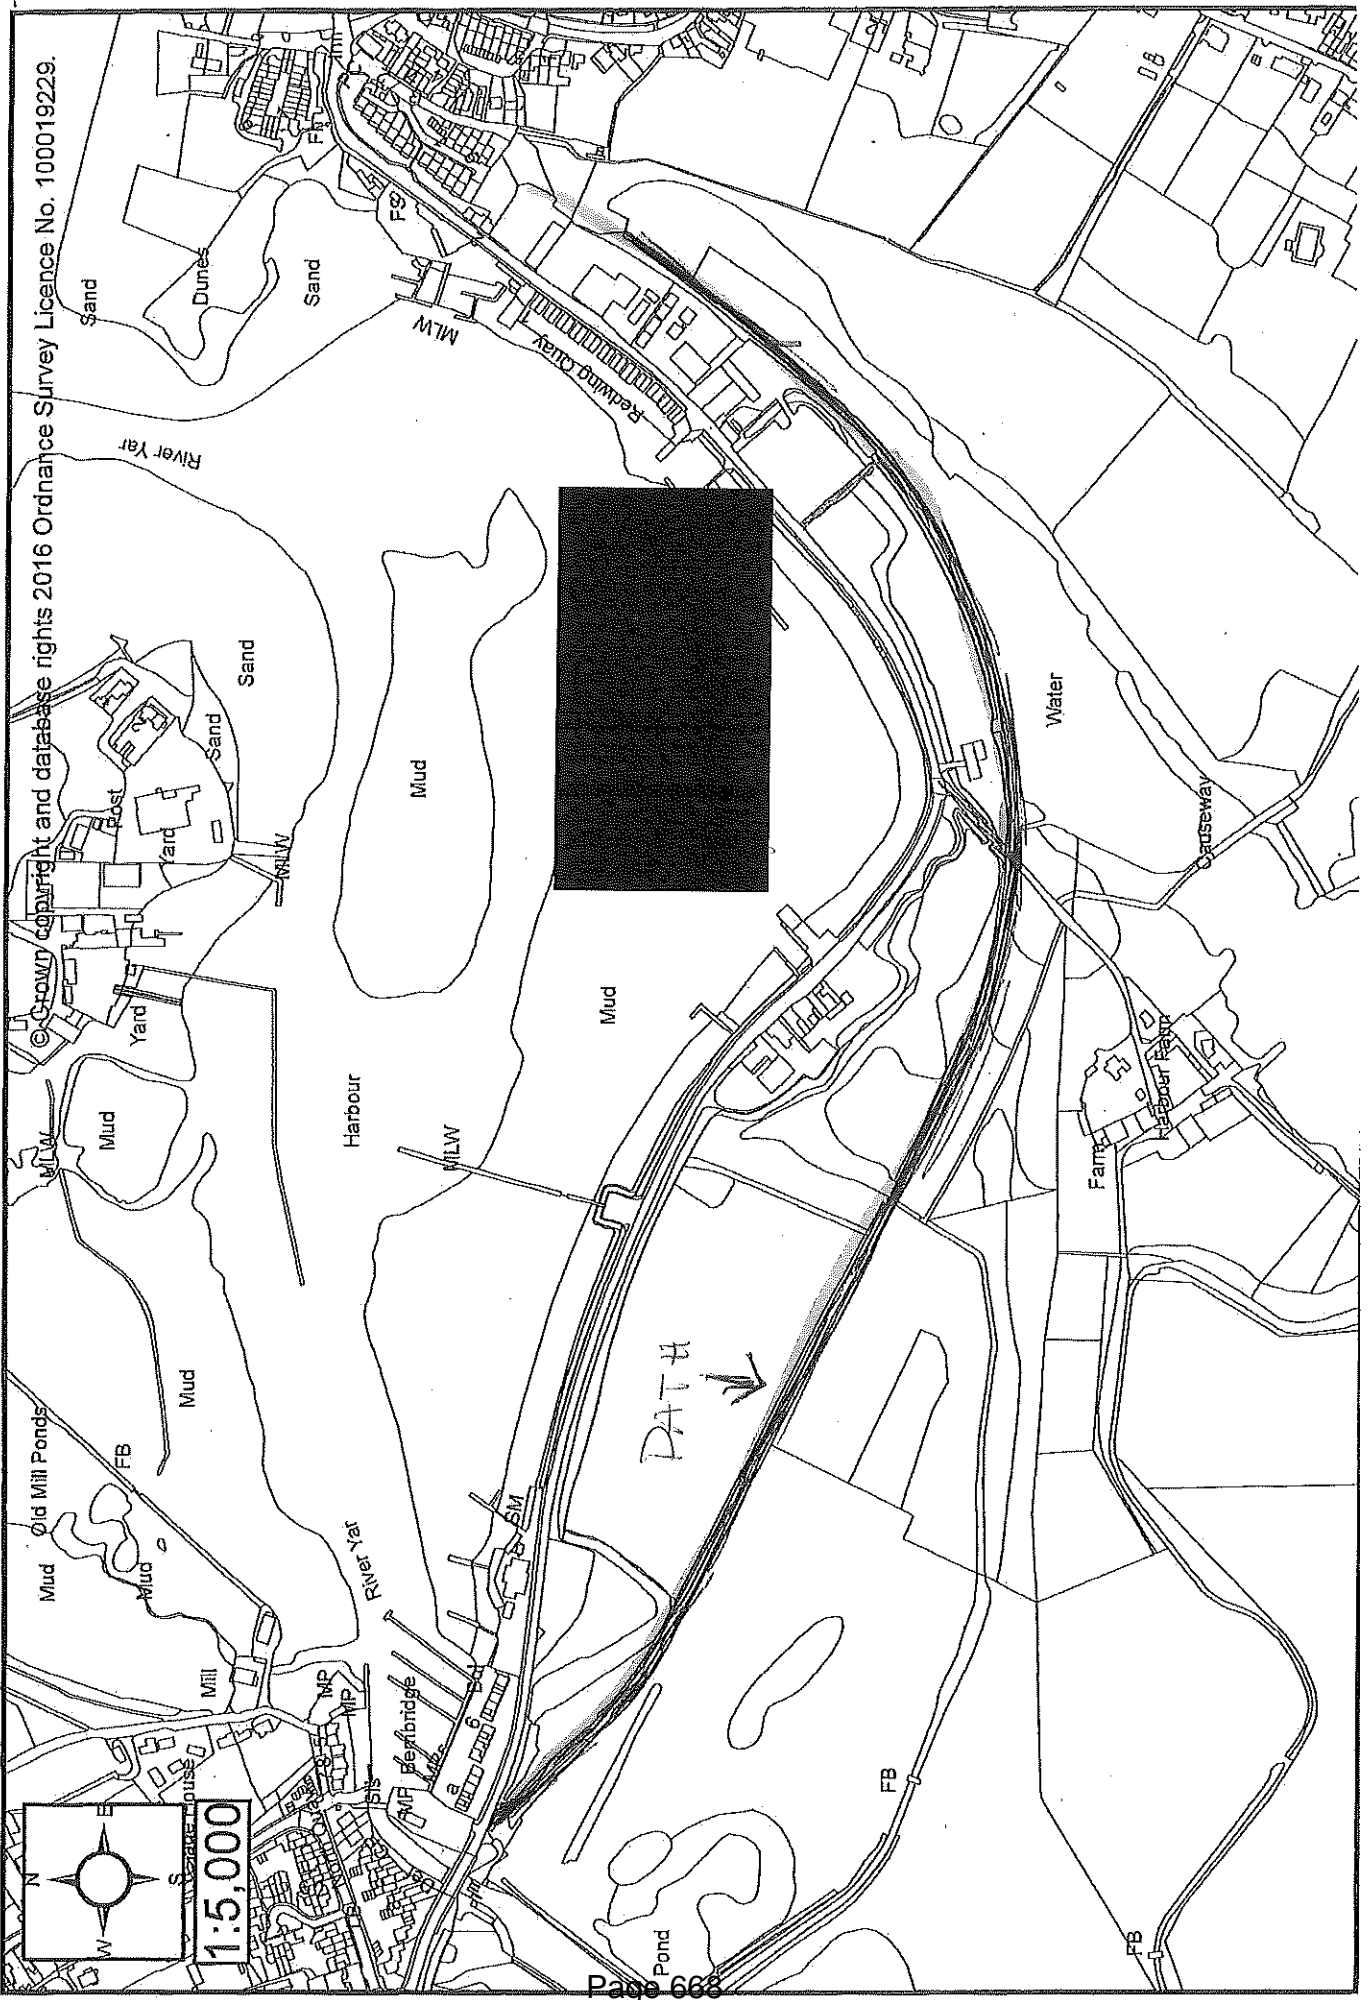 © Crown copyright and database rights 2016 Ordnance Survey Licence No. 100019229.
N
E
S
W
1:5,000
Old Mill Ponds
Mud
Mud
FB
Mud
Mill
MP
MP
River Yar
Bembridge
MP
SM
a
6
MLW
Mud
Yard
Yard
Post
MLW
Sand
Sand
Harbour
MLW
Mud
Mud
River Yar
Sand
Dunes
Sand
MLW
Redwing Quay
PATH
Water
Causeway
Farm
Harbour Farm
Pond
FB
FB
Page 668